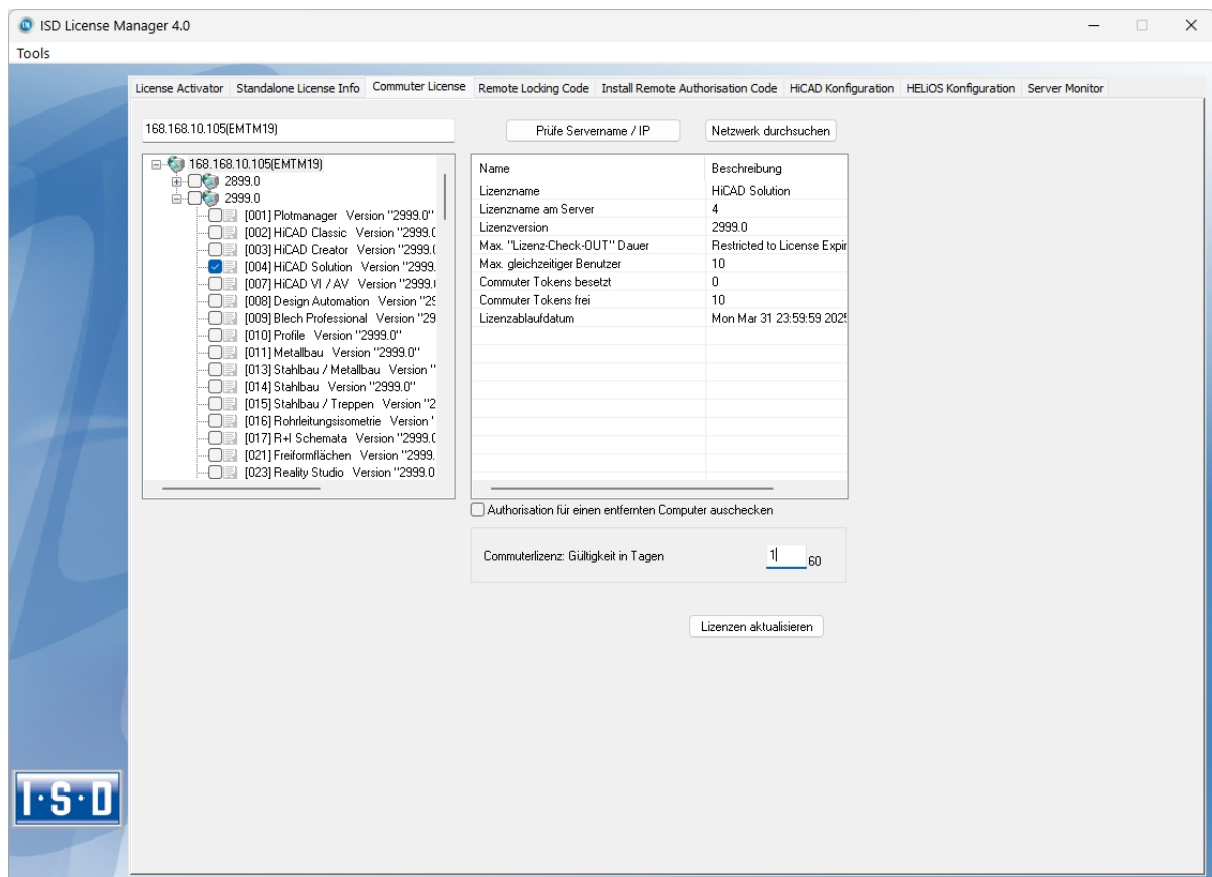 ISD License Manager 4.0
Tools
License Activator Standalone License Info Commuter License Remote Locking Code Install Remote Authorisation Code HiCAD Konfiguration HELiOS Konfiguration Server Monitor
168.168.10.105(EMTM19)
Prüfe Servername / IP
Netzwerk durchsuchen
168.168.10.105(EMTM19)
2899.0
2999.0
[001] Plotmanager Version "2999.0"
[002] HiCAD Classic Version "2999.0
[003] HiCAD Creator Version "2999.0
[004] HiCAD Solution Version "2999.
[007] HiCAD VI / AV Version "2999.
[008] Design Automation Version "29
[009] Blech Professional Version "29
[010] Profile Version "2999.0"
[011] Metallbau Version "2999.0"
[013] Stahlbau / Metallbau Version "
[014] Stahlbau Version "2999.0"
[015] Stahlbau / Treppen Version "2
[016] Rohrleitungsisometrie Version '
[017] R+I Schemata Version "2999.0
[021] Freiformflächen Version "2999.
[023] Reality Studio Version "2999.0
Name Beschreibung
Lizenzname HiCAD Solution
Lizenzname am Server 4
Lizenzversion 2999.0
Max. "Lizenz-Check-OUT" Dauer Restricted to License Expir
Max. gleichzeitiger Benutzer 10
Commuter Tokens besetzt 0
Commuter Tokens frei 10
Lizenzablaufdatum Mon Mar 31 23:59:59 2025
Authorisation für einen entfernten Computer auschecken
Commuterlizenz: Gültigkeit in Tagen 1 60
Lizenzen aktualisieren
I·S·D